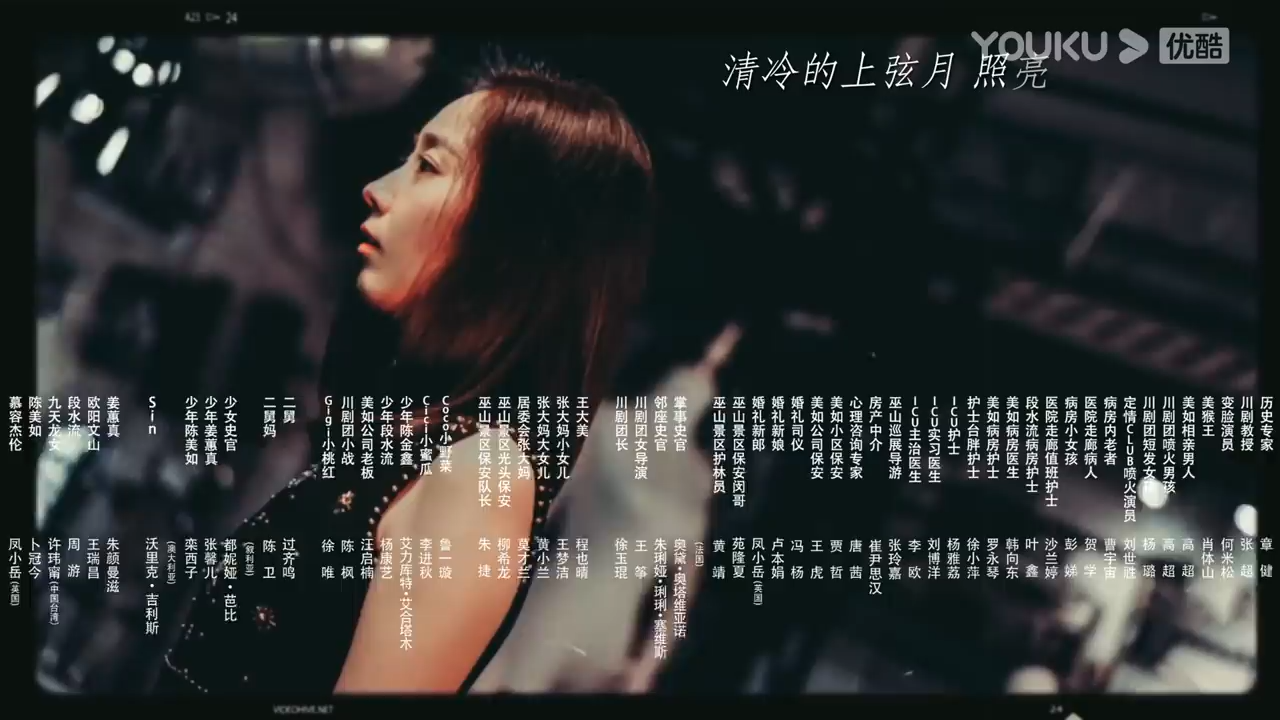 YOUKU 优酷
清冷的上弦月 照亮
慕容杰伦 凤小岳(英国)
陈美如 卜冠今
九天龙女 许玮甯(中国台湾)
段水流 周游
欧阳文山 王瑞昌
姜蕙真 朱颜曼滋
Sin 沃里克·吉利斯(澳大利亚)
少年陈美如 栾西子
少年姜蕙真 张馨儿
少女史官 都妮娅·芭比(叙利亚)
二舅妈 陈卫
二舅 过齐鸣
Gigi小桃红 徐唯
川剧团小战 陈枫
美如公司老板 汪启楠
少年段水流 杨康艺
少年陈金鑫 艾力库特·艾合塔木
Cici小蜜瓜 李进秋
Coco小野菜 鲁一璇
巫山景区保安队长 朱捷
巫山景区光头保安 柳希龙
居委会张大妈 莫才兰
张大妈大女儿 黄小兰
张大妈小女儿 王梦洁
王大美 程也晴
川剧团长 徐玉琨
川剧团女导演 王筝
邻座史官 朱琍娅·琍琍·塞维斯
掌事史官 奥黛·奥塔维亚诺(法国)
巫山景区护林员 黄靖
巫山景区保安闵哥 苑隆夏
婚礼新郎 凤小岳(英国)
婚礼新娘 卢本娟
婚礼司仪 冯杨
美如公司保安 王虎
美如小区保安 贾哲
心理咨询专家 唐茜
房产中介 崔尹思汉
巫山巡展导游 张玲嘉
ICU主治医生 李欧
ICU实习医生 刘博洋
ICU护士 杨雅荔
护士台胖护士 徐小萍
美如病房护士 罗永琴
美如病房医生 韩向东
段水流病房护士 叶鑫
医院走廊值班护士 沙兰婷
病房小女孩 彭娣
医院走廊病人 贺学
病房内老者 曹宇宙
定情CLUB喷火演员 刘世胜
川剧团短发女孩 杨璐
川剧团喷火男孩 高超
美如相亲男人 高超
美猴王 肖体山
变脸演员 何米松
川剧教授 张超
历史专家 章健
VIDEOHIVE.NET